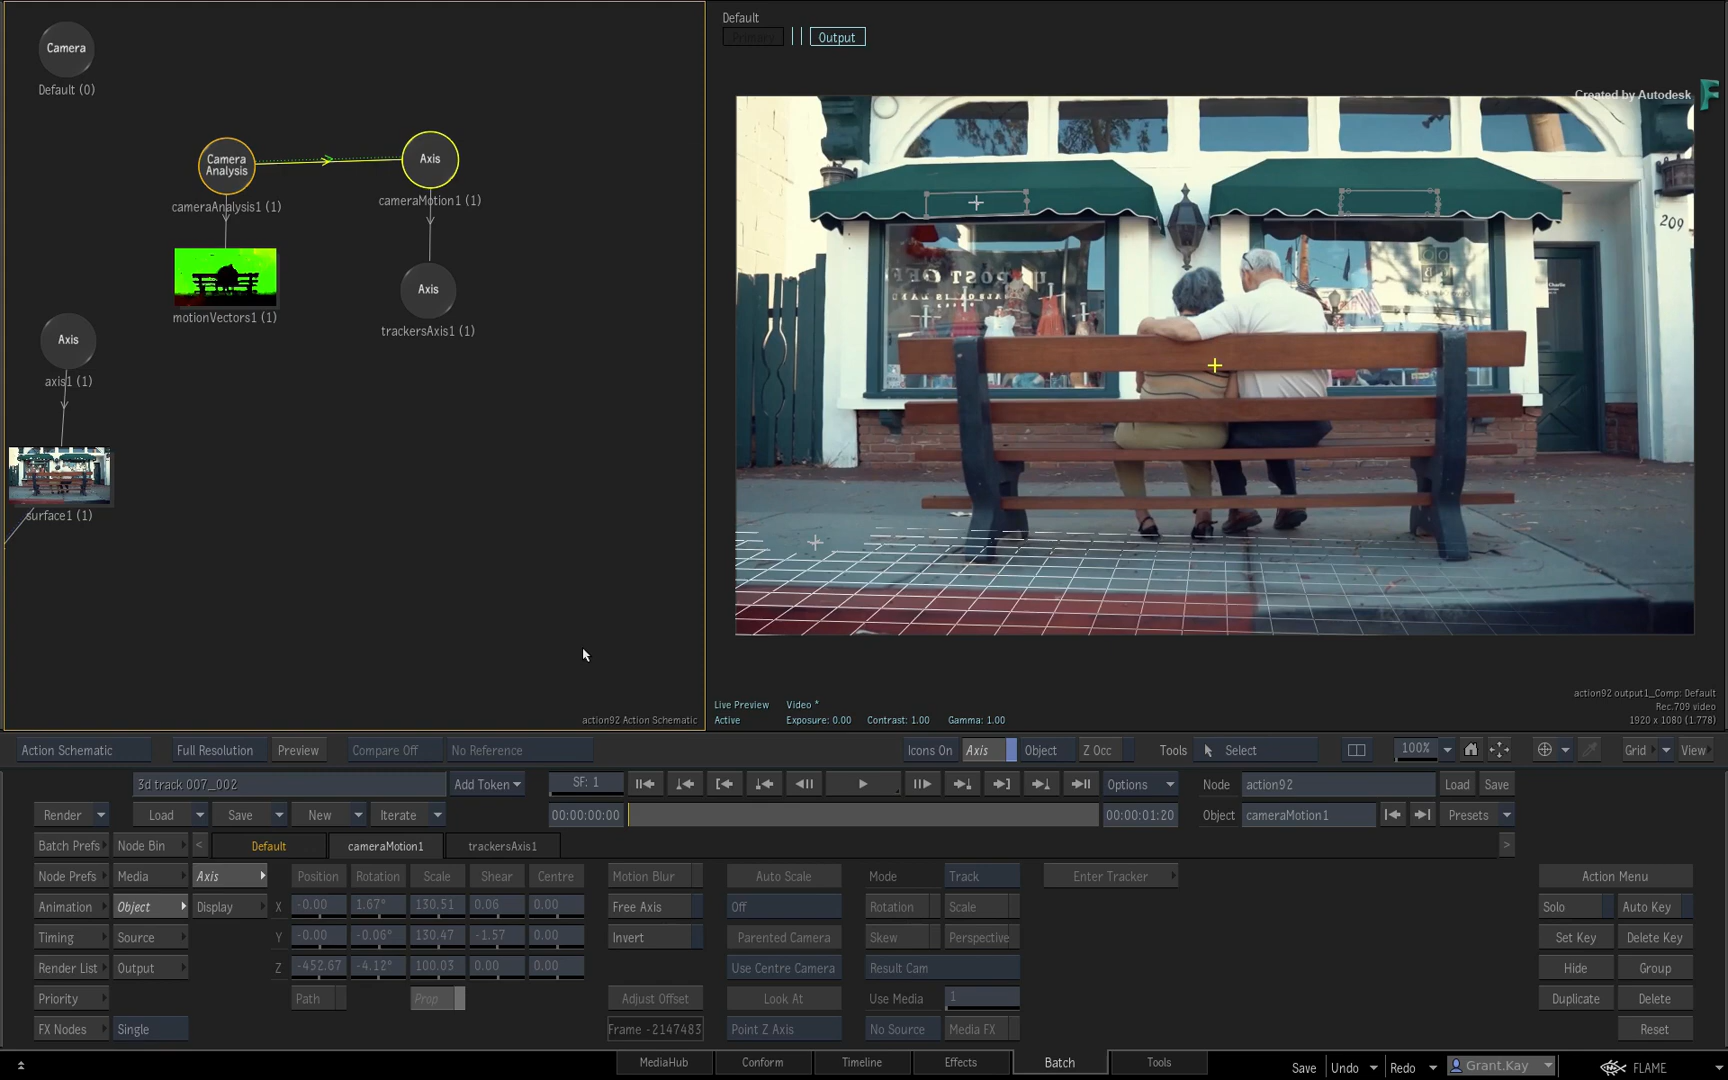 Camera
Default (0)
Camera
Analysis
Axis
cameraAnalysis1 (1)
cameraMotion1 (1)
motionVectors1 (1)
Axis
trackersAxis1 (1)
Axis
axis1 (1)
surface1 (1)
action92 Action Schematic
Default
Primary
Output
Created by Autodesk
209
Live Preview
Active
Video *
Exposure: 0.00
Contrast: 1.00
Gamma: 1.00
action92 output1_Comp: Default
Rec.709 video
1920 x 1080 (1.778)
Action Schematic
Full Resolution
Preview
Compare Off
No Reference
Icons On
Axis
Object
Z Occ
Tools
Select
100%
Grid
View
3d track 007_002
Add Token
SF: 1
Options
Node
action92
Load
Save
Render
Load
Save
New
Iterate
00:00:00:00
00:00:01:20
Object
cameraMotion1
Presets
Batch Prefs
Node Bin
<
Default
cameraMotion1
trackersAxis1
>
Node Prefs
Media
Axis
Position
Rotation
Scale
Shear
Centre
Motion Blur
Auto Scale
Mode
Track
Enter Tracker
Action Menu
Animation
Object
Display
X
-0.00
1.67°
130.51
0.06
0.00
Free Axis
Off
Rotation
Scale
Solo
Auto Key
Timing
Source
Y
-0.00
-0.06°
130.47
-1.57
0.00
Invert
Parented Camera
Skew
Perspective
Set Key
Delete Key
Render List
Output
Z
-452.67
-4.12°
100.03
0.00
0.00
Use Centre Camera
Result Cam
Hide
Group
Priority
Path
Prop
Adjust Offset
Look At
Use Media
1
Duplicate
Delete
FX Nodes
Single
Frame -2147483
Point Z Axis
No Source
Media FX
Reset
MediaHub
Conform
Timeline
Effects
Batch
Tools
Save
Undo
Redo
Grant.Kay
FLAME